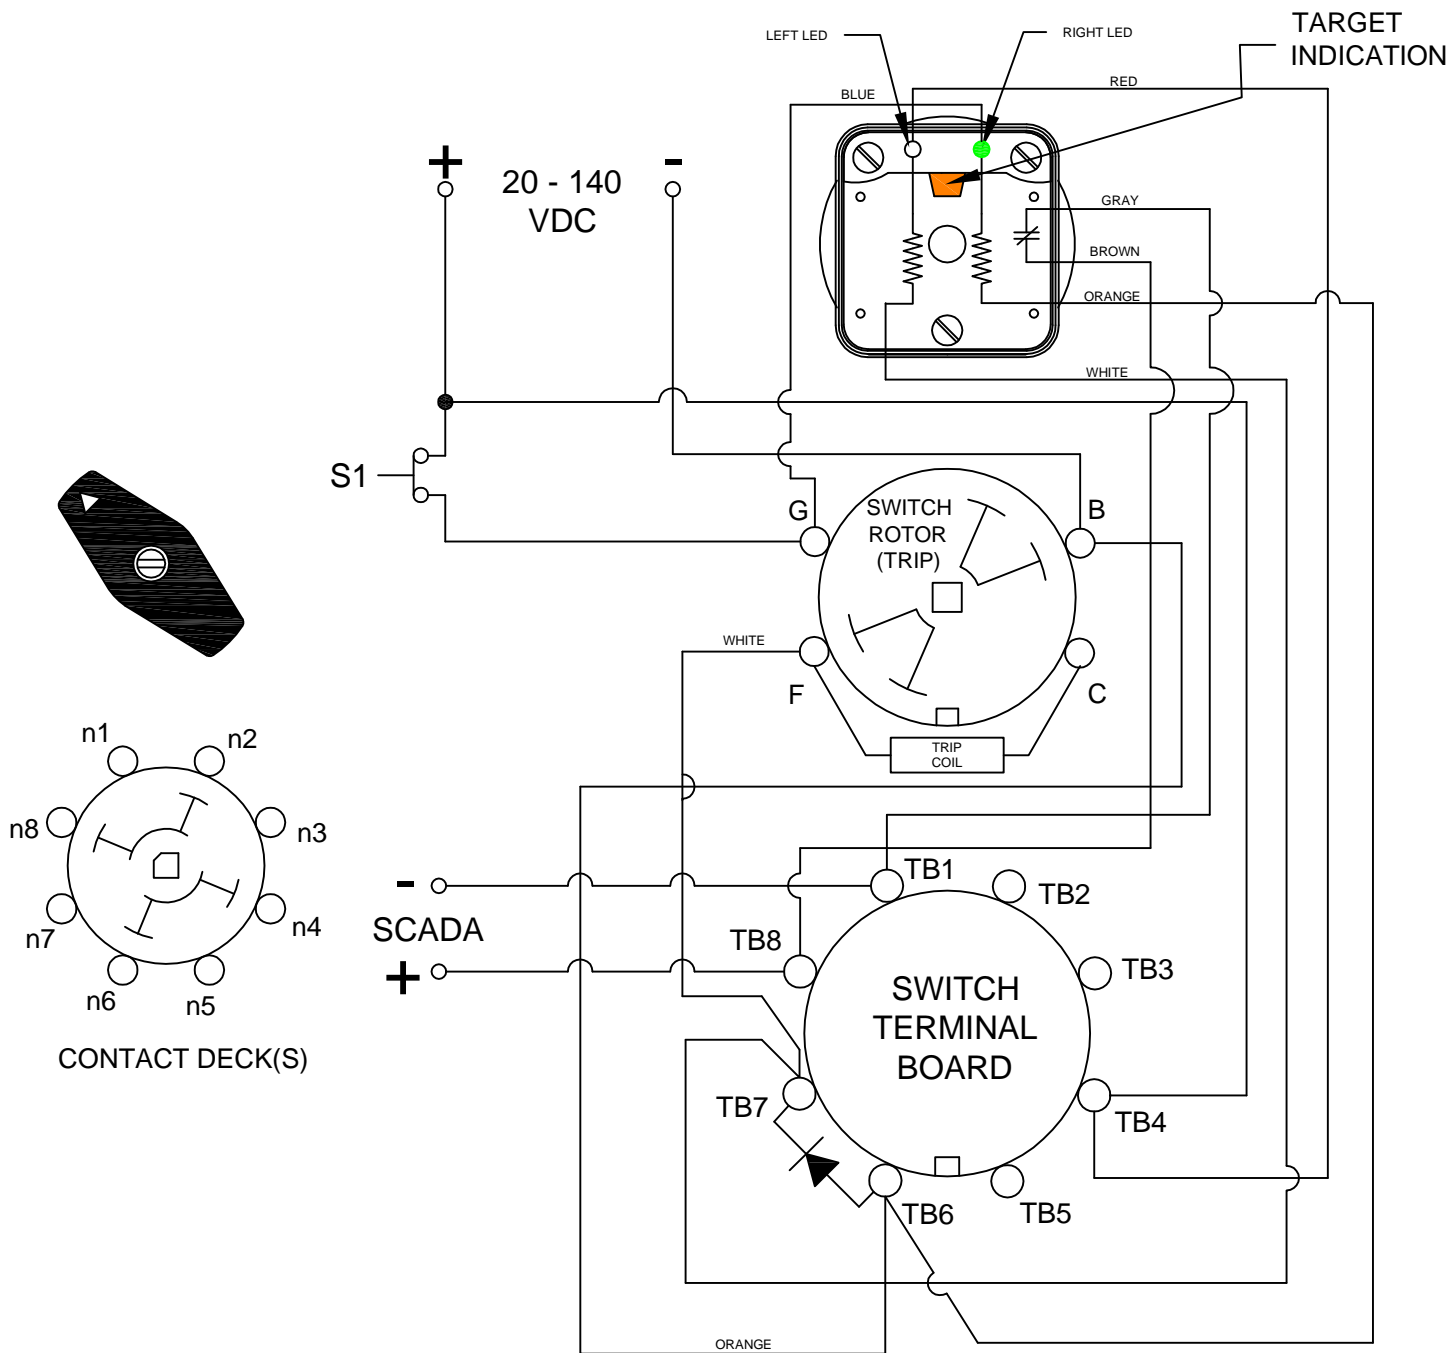 TARGET
INDICATION
LEFT LED
RIGHT LED
RED
BLUE
+
-
20 - 140
VDC
GRAY
BROWN
ORANGE
WHITE
S1
G
SWITCH
ROTOR
(TRIP)
B
WHITE
F
C
TRIP
COIL
n1
n2
n8
n3
n7
n4
n6
n5
CONTACT DECK(S)
-
SCADA
+
TB1
TB2
TB8
TB3
SWITCH
TERMINAL
BOARD
TB7
TB4
TB6
TB5
ORANGE